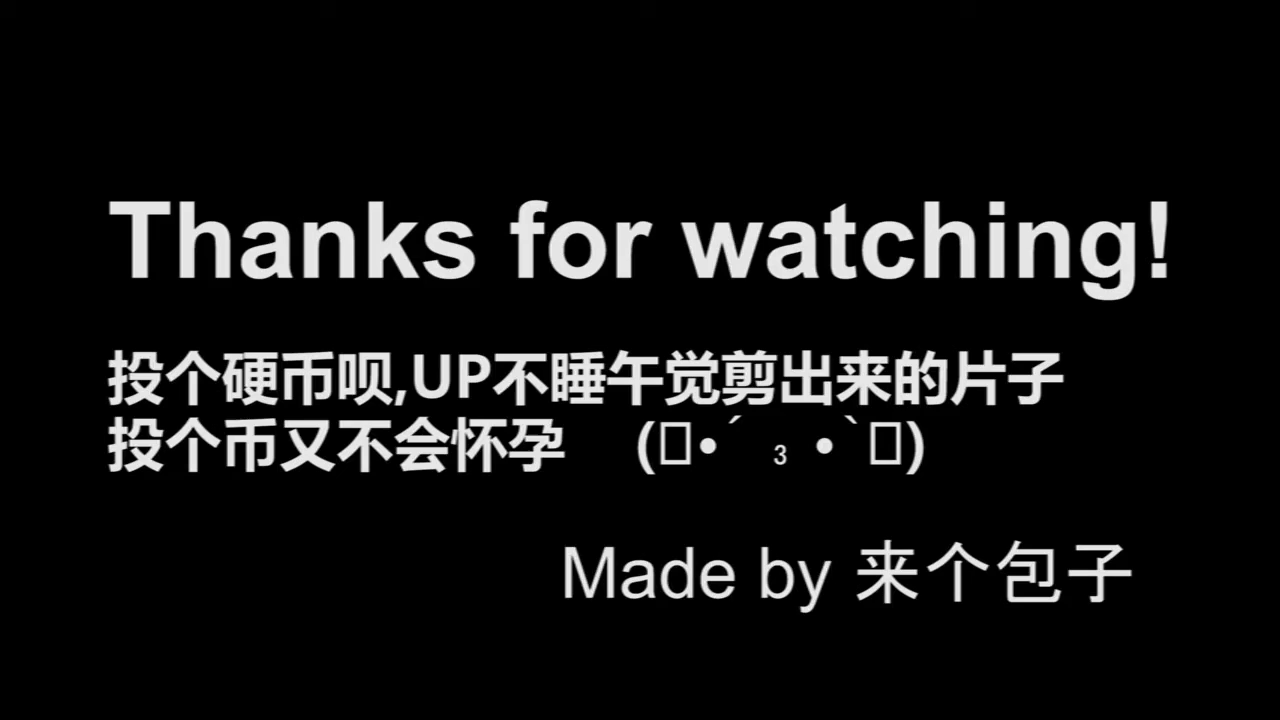 Thanks for watching!
投个硬币呗,UP不睡午觉剪出来的片子
投个币又不会怀孕 (▯•´ ₃ •`▯)
Made by 来个包子